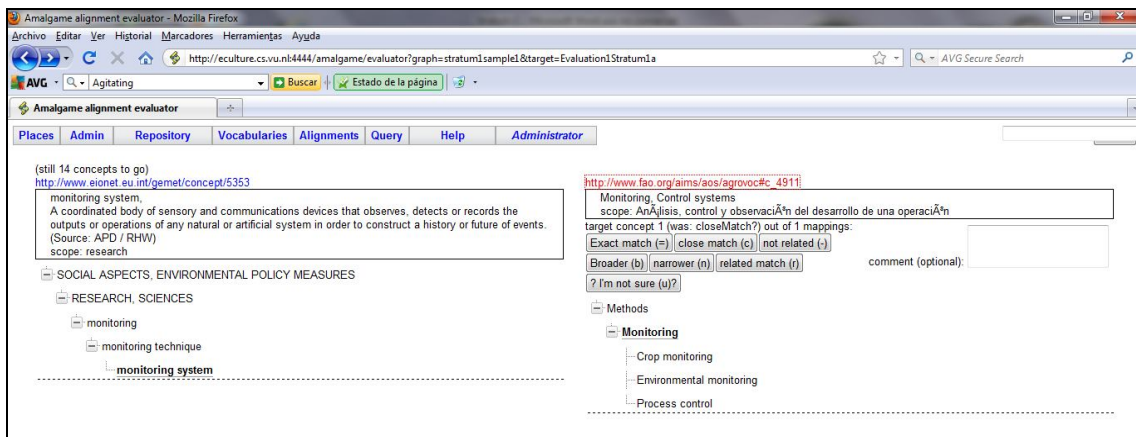 Amalgame alignment evaluator - Mozilla Firefox
Archivo Editar Ver Historial Marcadores Herramientas Ayuda
http://eculture.cs.vu.nl:4444/amalgame/evaluator?graph=stratum1sample1&target=Evaluation1Stratum1a
AVG Secure Search
AVG Agitating Buscar Estado de la página
Amalgame alignment evaluator
Places Admin Repository Vocabularies Alignments Query Help Administrator
(still 14 concepts to go)
http://www.eionet.eu.int/gemet/concept/5353
monitoring system,
A coordinated body of sensory and communications devices that observes, detects or records the
outputs or operations of any natural or artificial system in order to construct a history or future of events.
(Source: APD / RHW)
scope: research
SOCIAL ASPECTS, ENVIRONMENTAL POLICY MEASURES
RESEARCH, SCIENCES
monitoring
monitoring technique
monitoring system
http://www.fao.org/aims/aos/agrovoc#c_4911
Monitoring, Control systems
scope: AnÃ¡lisis, control y observaciÃ³n del desarrollo de una operaciÃ³n
target concept 1 (was: closeMatch?) out of 1 mappings:
Exact match (=) close match (c) not related (-)
Broader (b) narrower (n) related match (r)
comment (optional):
? I'm not sure (u)?
Methods
Monitoring
Crop monitoring
Environmental monitoring
Process control